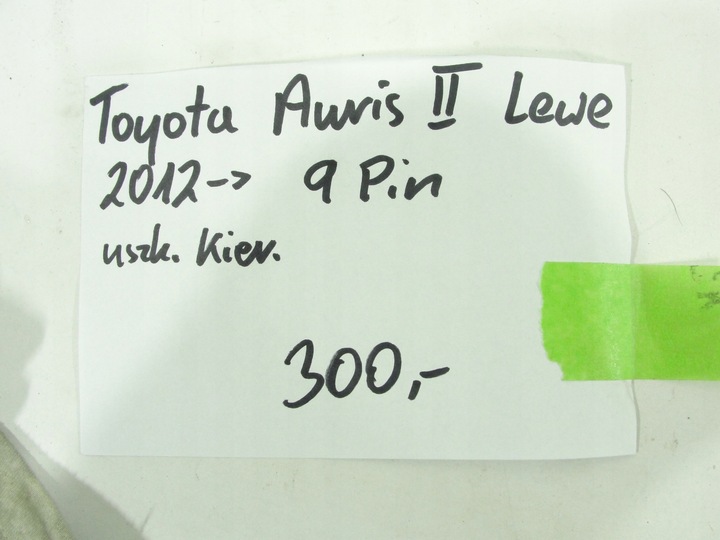 Toyota Auris II Lewe
2012-> 9 Pin
uszk. Kier.
300,-